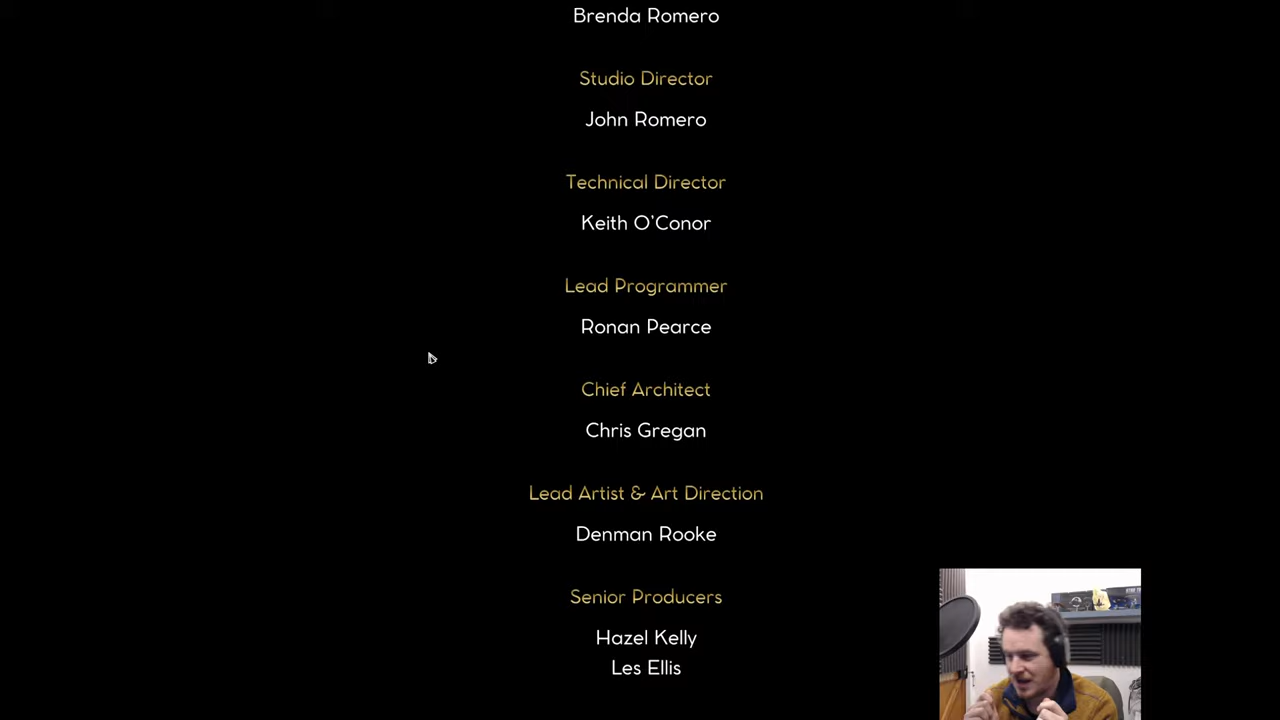 Brenda Romero
Studio Director
John Romero
Technical Director
Keith O'Conor
Lead Programmer
Ronan Pearce
Chief Architect
Chris Gregan
Lead Artist & Art Direction
Denman Rooke
Senior Producers
Hazel Kelly
Les Ellis